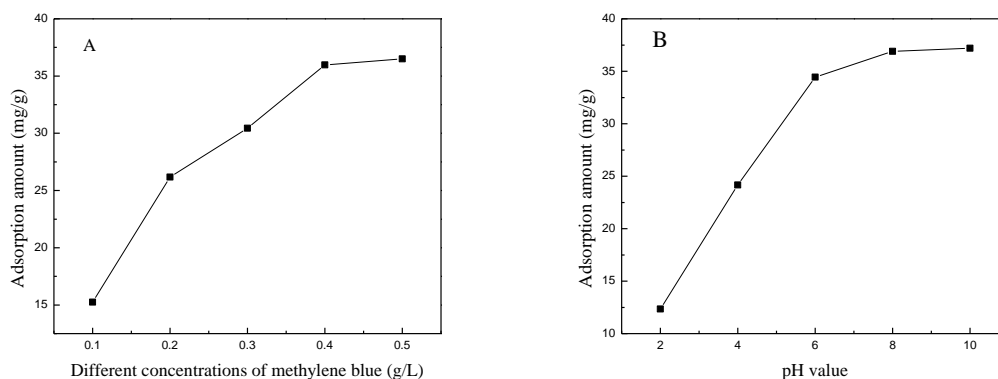 A
40
35
30
25
20
15
Adsorption amount (mg/g)
0.1 0.2 0.3 0.4 0.5
Different concentrations of methylene blue (g/L)
B
40
35
30
25
20
15
10
Adsorption amount (mg/g)
2 4 6 8 10
pH value